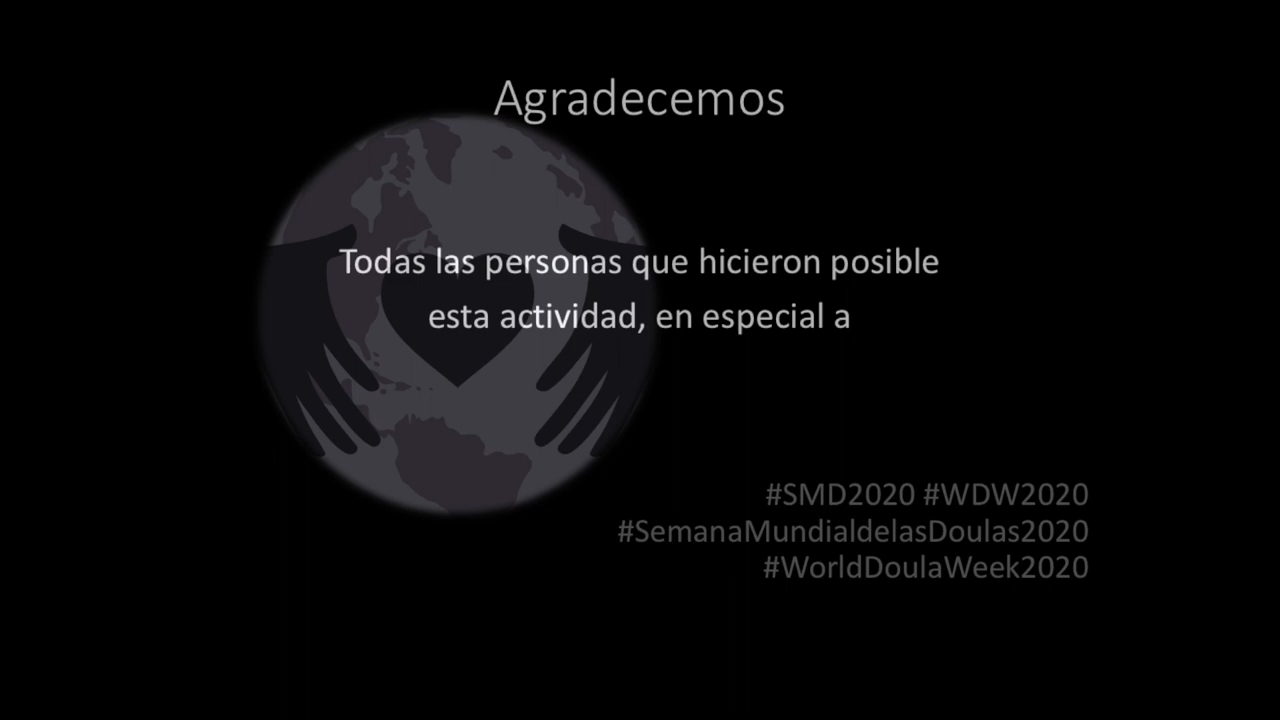 Agradecemos
Todas las personas que hicieron posible
esta actividad, en especial a
#SMD2020 #WDW2020
#SemanaMundialdelasDoulas2020
#WorldDoulaWeek2020